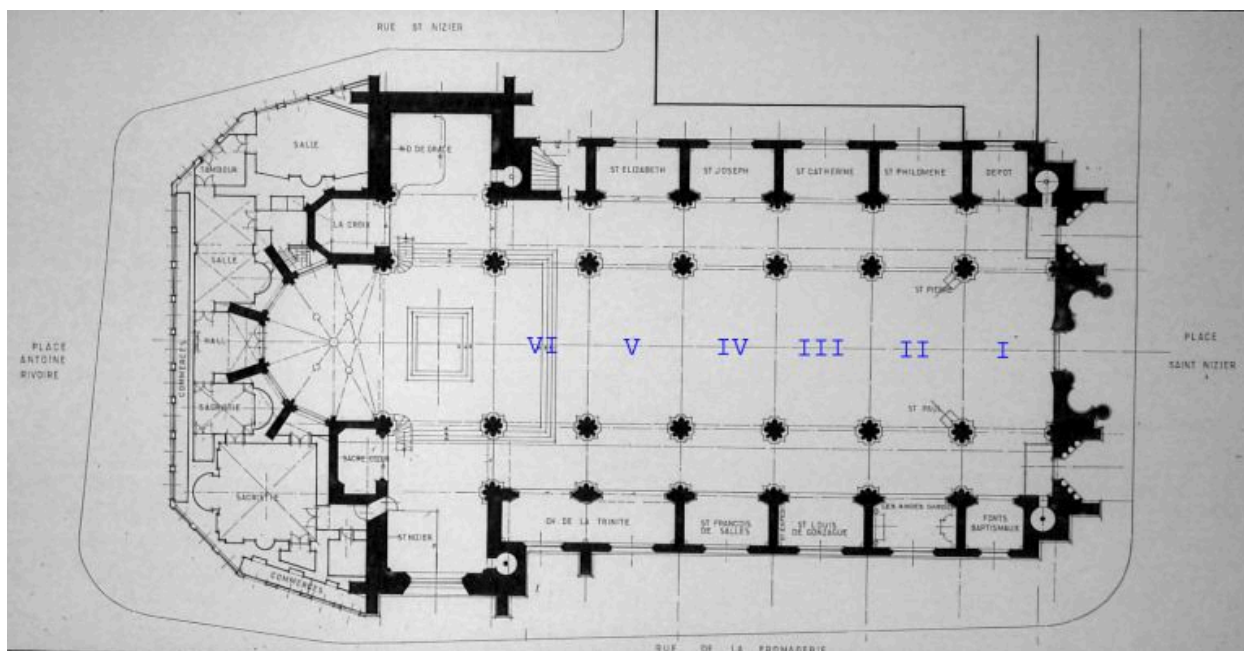 RUE ST NIZIER
SALLE
TAMBOUR
N.D DE GRACE
ST ELIZABETH
ST JOSEPH
ST CATHERINE
ST PHILOMENE
DEPOT
LA CROIX
SALLE
ST PIERRE
PLACE
ANTOINE
RIVOIRE
COMMERCES
HALL
VI
V
IV
III
II
I
PLACE
SAINT NIZIER
SACRISTIE
ST PAUL
SACRE COEUR
SACRISTIE
ST NIZIER
CH. DE LA TRINITE
ST FRANCOIS
DE SALLES
ST LOUIS
DE GONZAGUE
LES ANGES GARDIENS
FONTS
BAPTISMAUX
COMMERCES
RUE DE LA FROMAGERIE